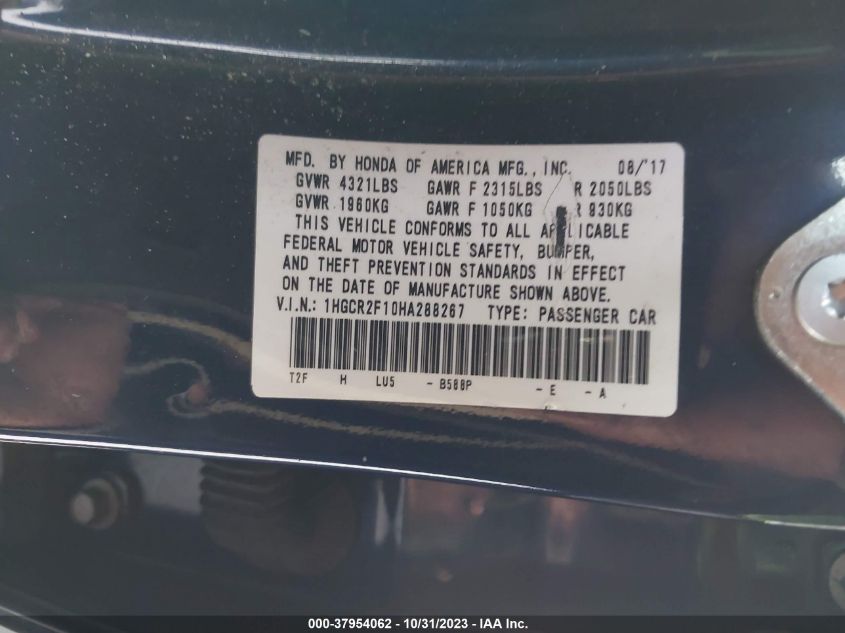 MFD. BY HONDA OF AMERICA MFG., INC. 08/'17
GVWR 4321LBS GAWR F 2315LBS R 2050LBS
GVWR 1960KG GAWR F 1050KG R 930KG
THIS VEHICLE CONFORMS TO ALL APPLICABLE
FEDERAL MOTOR VEHICLE SAFETY, BUMPER,
AND THEFT PREVENTION STANDARDS IN EFFECT
ON THE DATE OF MANUFACTURE SHOWN ABOVE.
V.I.N.: 1HGCR2F10HA288267 TYPE: PASSENGER CAR
T2F H LU5 - B588P - E - A
000-37954062 - 10/31/2023 - IAA Inc.